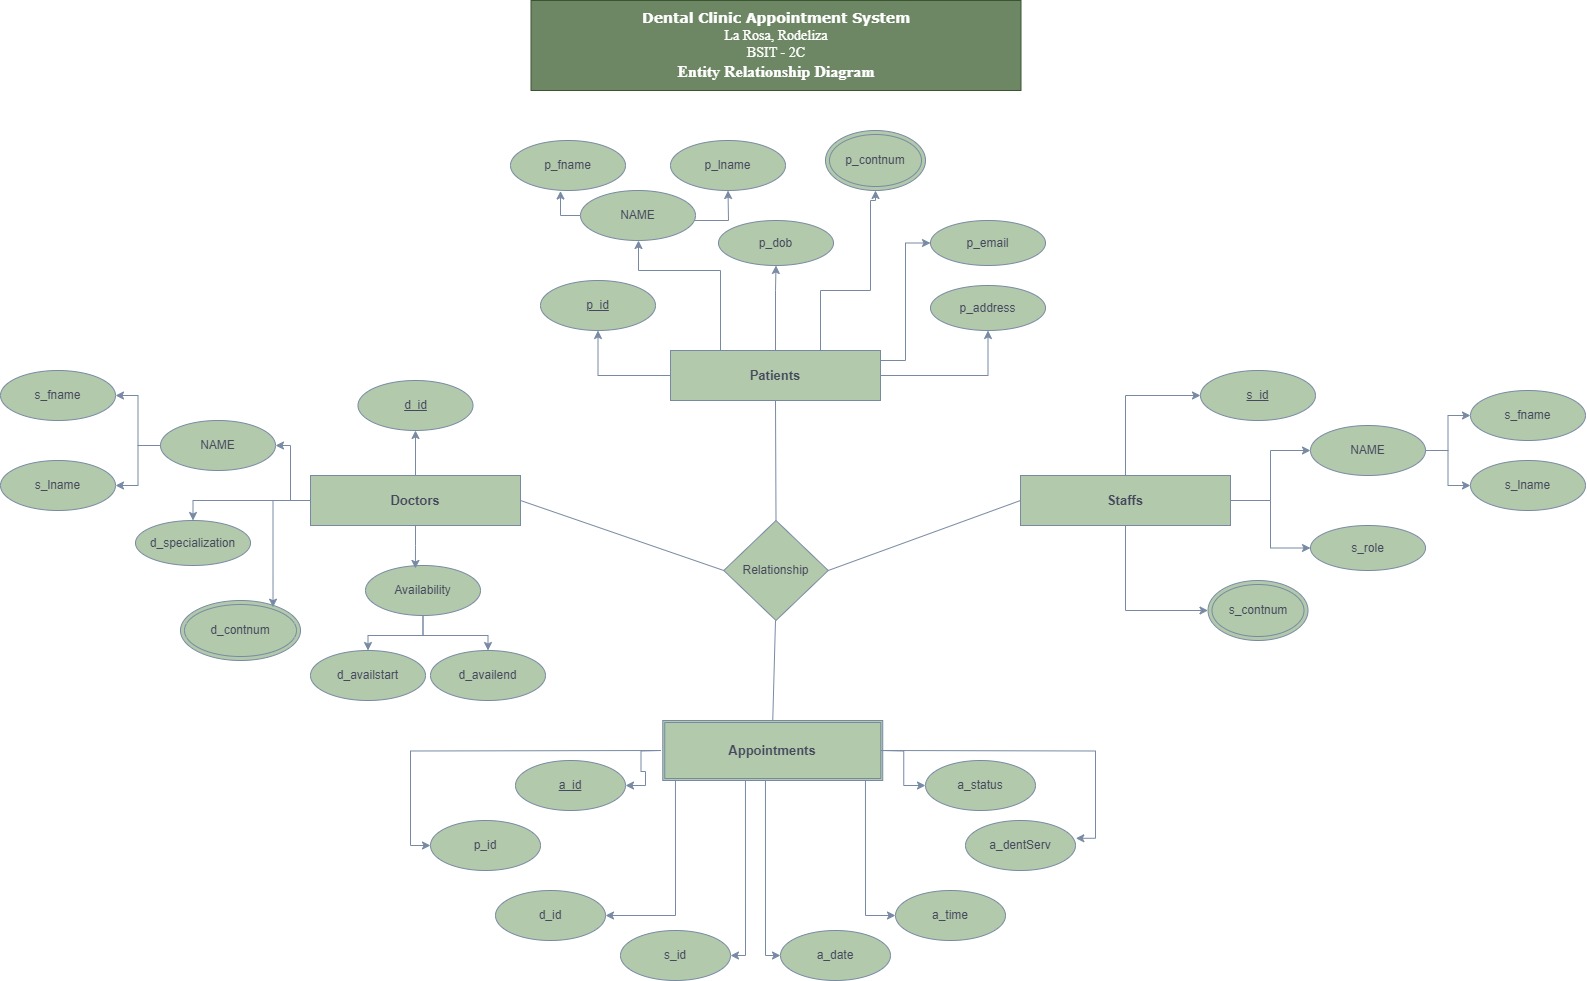 Dental Clinic Appointment System
La Rosa, Rodeliza
BSIT - 2C
Entity Relationship Diagram
p_fname
p_lname
p_contnum
NAME
p_dob
p_email
p_id
p_address
Patients
s_fname
d_id
s_id
s_fname
NAME
NAME
s_lname
Doctors
Staffs
s_lname
d_specialization
s_role
Availability
Relationship
d_contnum
s_contnum
d_availstart
d_availend
Appointments
a_id
a_status
p_id
a_dentServ
d_id
a_time
s_id
a_date